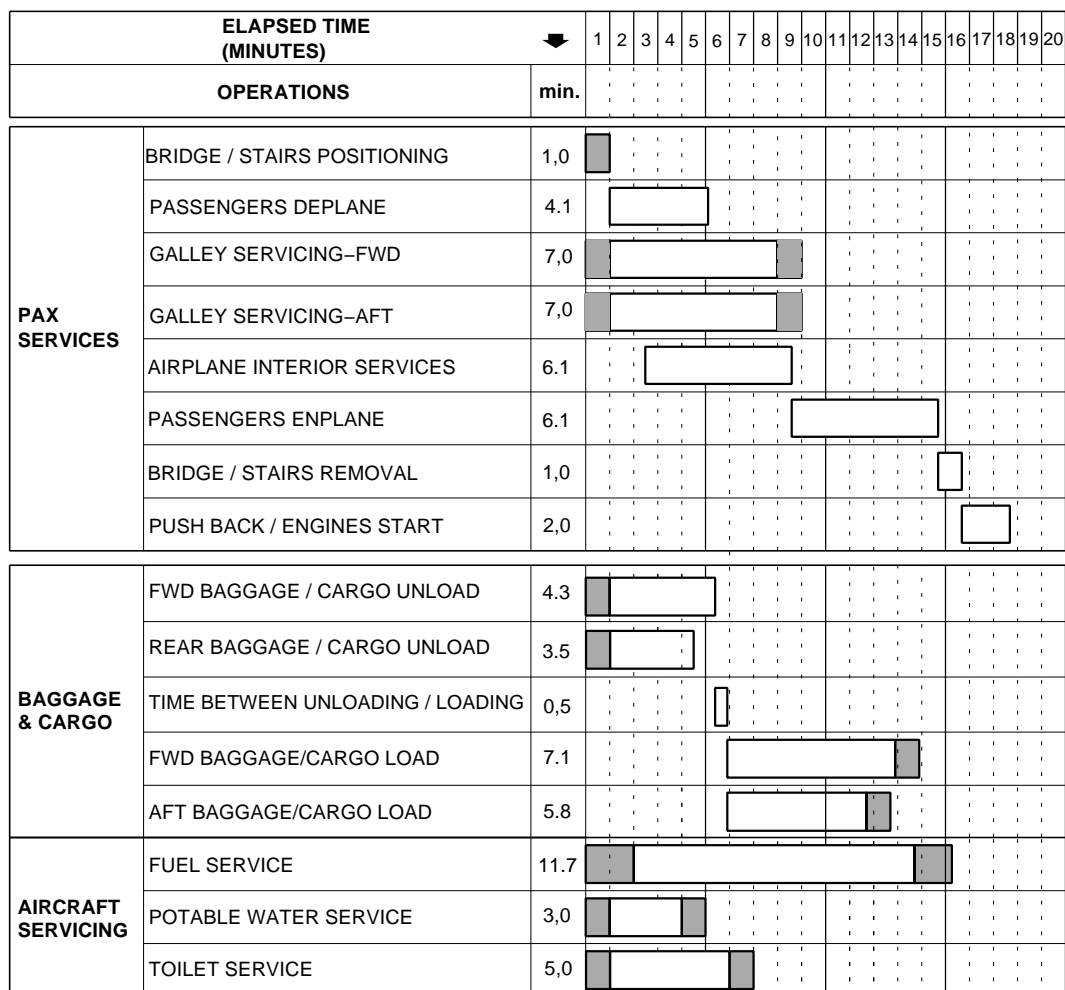 ELAPSED TIME
(MINUTES)
1 2 3 4 5 6 7 8 9 10 11 12 13 14 15 16 17 18 19 20
OPERATIONS min.
PAX
SERVICES
BRIDGE / STAIRS POSITIONING 1,0
PASSENGERS DEPLANE 4.1
GALLEY SERVICING–FWD 7,0
GALLEY SERVICING–AFT 7,0
AIRPLANE INTERIOR SERVICES 6.1
PASSENGERS ENPLANE 6.1
BRIDGE / STAIRS REMOVAL 1,0
PUSH BACK / ENGINES START 2,0
BAGGAGE
& CARGO
FWD BAGGAGE / CARGO UNLOAD 4.3
REAR BAGGAGE / CARGO UNLOAD 3.5
TIME BETWEEN UNLOADING / LOADING 0,5
FWD BAGGAGE/CARGO LOAD 7.1
AFT BAGGAGE/CARGO LOAD 5.8
AIRCRAFT
SERVICING
FUEL SERVICE 11.7
POTABLE WATER SERVICE 3,0
TOILET SERVICE 5,0